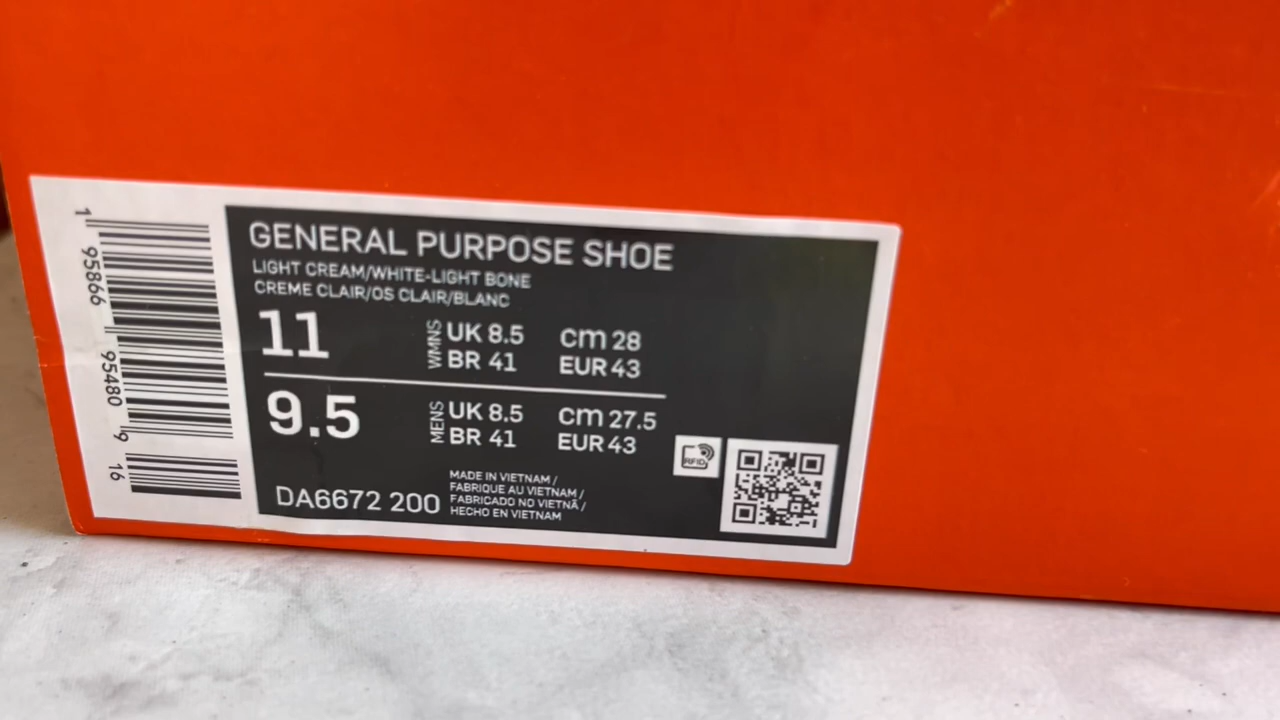 GENERAL PURPOSE SHOE
LIGHT CREAM/WHITE-LIGHT BONE
CREME CLAIR/OS CLAIR/BLANC
11 WMNS UK 8.5 cm 28
BR 41 EUR 43
9.5 MENS UK 8.5 cm 27.5
BR 41 EUR 43
DA6672 200
MADE IN VIETNAM /
FABRIQUE AU VIETNAM /
FABRICADO NO VIETNÃ /
HECHO EN VIETNAM
RFID
1 95866 95480 9 16